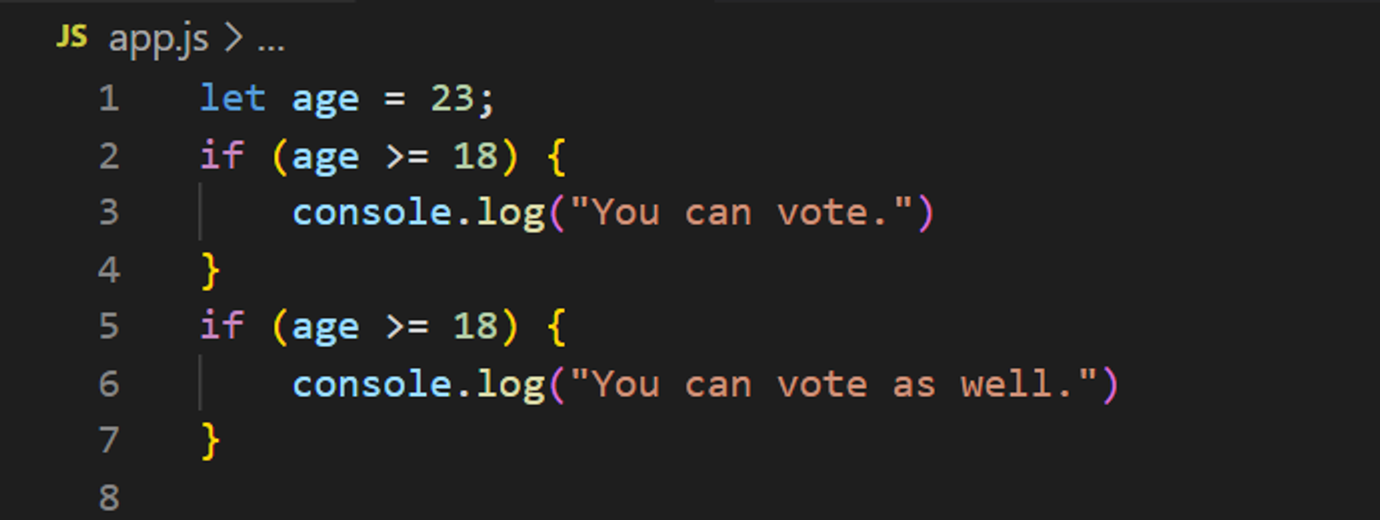 JS app.js > ...
1 let age = 23;
2 if (age >= 18) {
3     console.log("You can vote.")
4 }
5 if (age >= 18) {
6     console.log("You can vote as well.")
7 }
8